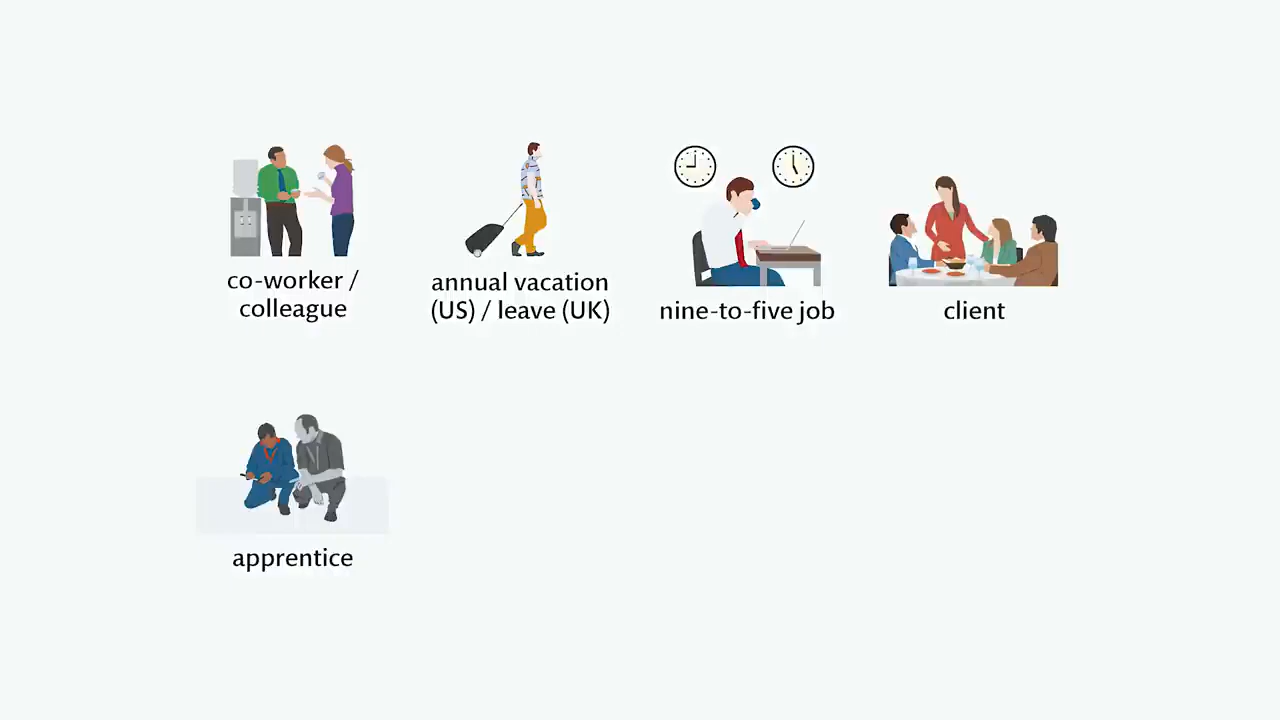 co-worker /
colleague
annual vacation
(US) / leave (UK)
nine-to-five job
client
apprentice